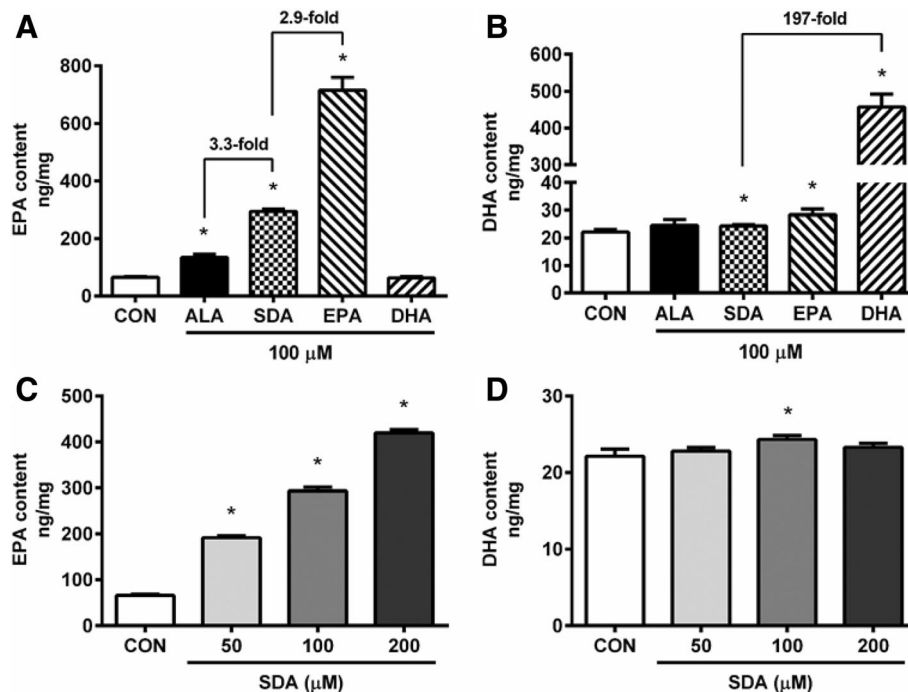 A
2.9-fold
3.3-fold
EPA content
ng/mg
800
600
400
200
0
*
*
*
CON ALA SDA EPA DHA
100 μM
B
197-fold
DHA content
ng/mg
600
500
400
300
40
30
20
10
0
*
*
*
CON ALA SDA EPA DHA
100 μM
C
EPA content
ng/mg
500
400
300
200
100
0
*
*
*
CON 50 100 200
SDA (μM)
D
DHA content
ng/mg
30
20
10
0
*
CON 50 100 200
SDA (μM)